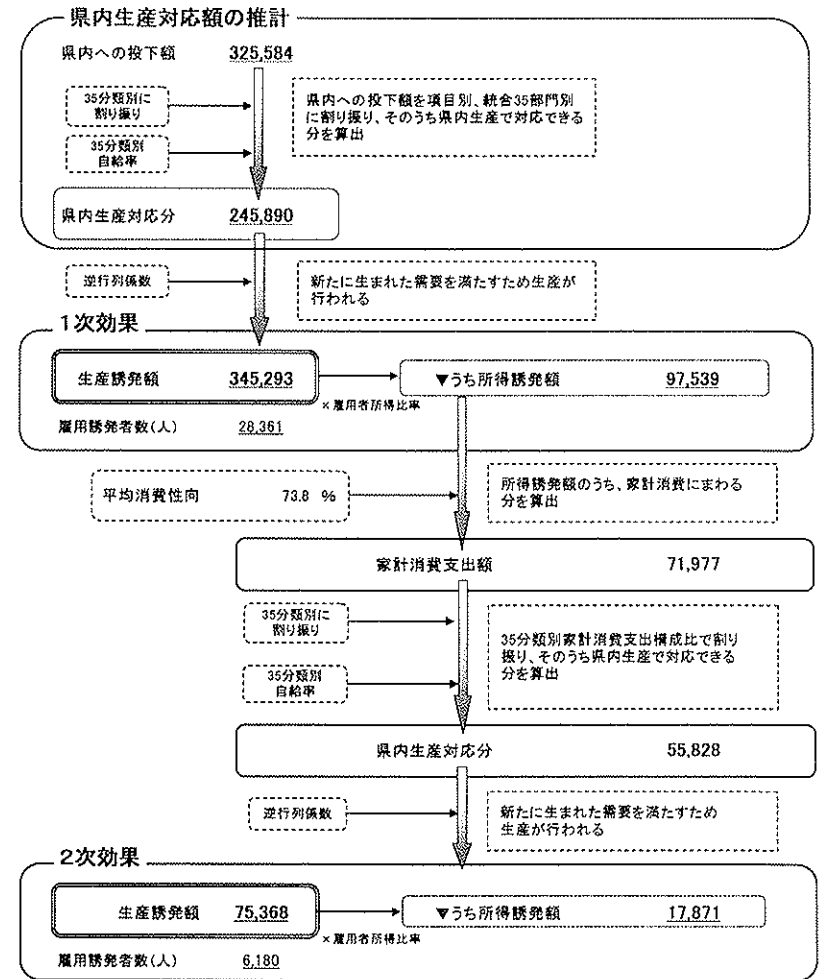 県内生産対応額の推計
県内への投下額 325,584
35分類別に
割り振り
県内への投下額を項目別、統合35部門別
に割り振り、そのうち県内生産で対応できる
分を算出
35分類別
自給率
県内生産対応分 245,890
逆行列係数
新たに生まれた需要を満たすため生産が
行われる
1次効果
生産誘発額 345,293
▼うち所得誘発額 97,539
×雇用者所得比率
雇用誘発者数(人) 28,361
平均消費性向 73.8 %
所得誘発額のうち、家計消費にまわる
分を算出
家計消費支出額 71,977
35分類別に
割り振り
35分類別家計消費支出構成比で割り
振り、そのうち県内生産で対応できる
分を算出
35分類別
自給率
県内生産対応分 55,828
逆行列係数
新たに生まれた需要を満たすため
生産が行われる
2次効果
生産誘発額 75,368
▼うち所得誘発額 17,871
×雇用者所得比率
雇用誘発者数(人) 6,180